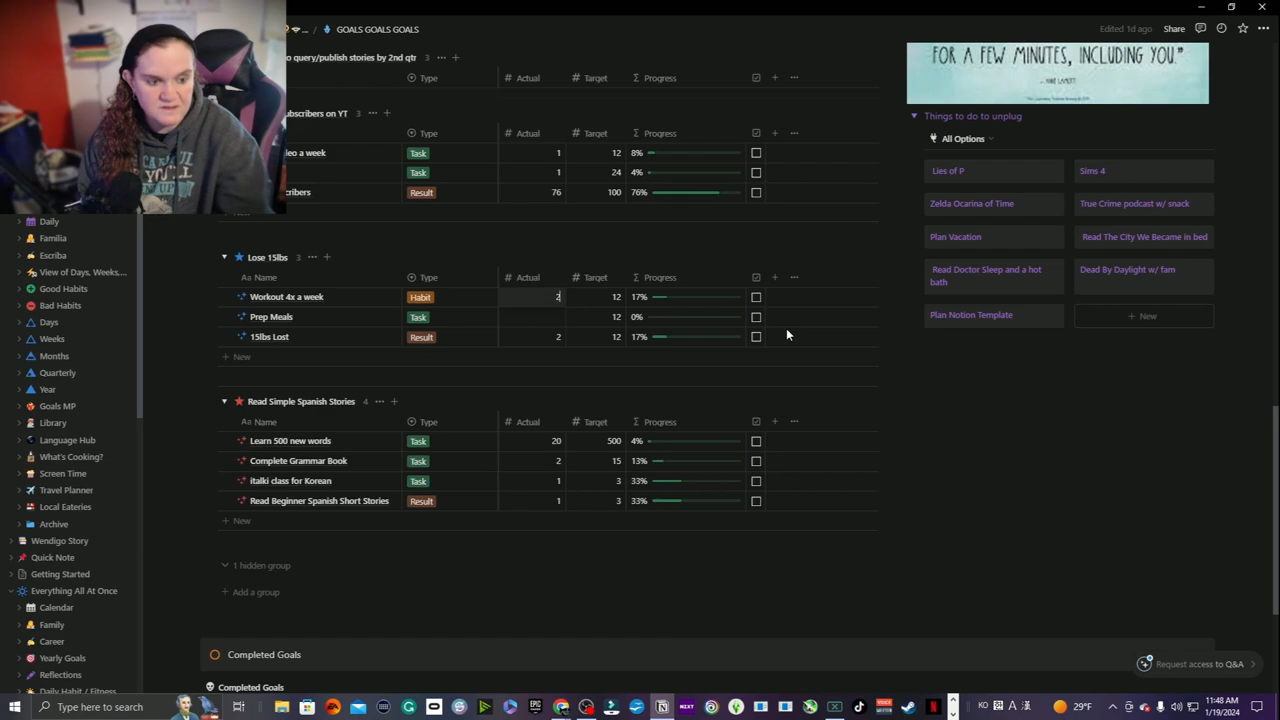 GOALS GOALS GOALS
Edited 1d ago Share
o query/publish stories by 2nd qtr 3
Type Actual Target Progress
ubscribers on YT 3
Type Actual Target Progress
leo a week Task 1 12 8%
Task 1 24 4%
cribers Result 76 100 76%
Lose 15lbs 3
Aa Name Type Actual Target Progress
Workout 4x a week Habit 2 12 17%
Prep Meals Task 12 0%
15lbs Lost Result 2 12 17%
+ New
Read Simple Spanish Stories 4
Aa Name Type Actual Target Progress
Learn 500 new words Task 20 500 4%
Complete Grammar Book Task 2 15 13%
italki class for Korean Task 1 3 33%
Read Beginner Spanish Short Stories Result 1 3 33%
+ New
1 hidden group
+ Add a group
Completed Goals
Completed Goals
FOR A FEW MINUTES, INCLUDING YOU."
Things to do to unplug
All Options
Lies of P
Sims 4
Zelda Ocarina of Time
True Crime podcast w/ snack
Plan Vacation
Read The City We Became in bed
Read Doctor Sleep and a hot
bath
Dead By Daylight w/ fam
Plan Notion Template
+ New
Request access to Q&A
Daily
Familia
Escriba
View of Days, Weeks,...
Good Habits
Bad Habits
Days
Weeks
Months
Quarterly
Year
Goals MP
Library
Language Hub
What's Cooking?
Screen Time
Travel Planner
Local Eateries
Archive
Wendigo Story
Quick Note
Getting Started
Everything All At Once
Calendar
Family
Career
Yearly Goals
Reflections
Daily Habit / Fitness
Type here to search
29°F
KO
11:48 AM
1/19/2024